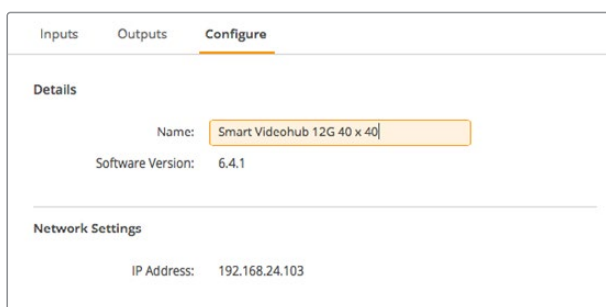 Inputs Outputs Configure
Details
Name: Smart Videohub 12G 40 x 40
Software Version: 6.4.1
Network Settings
IP Address: 192.168.24.103